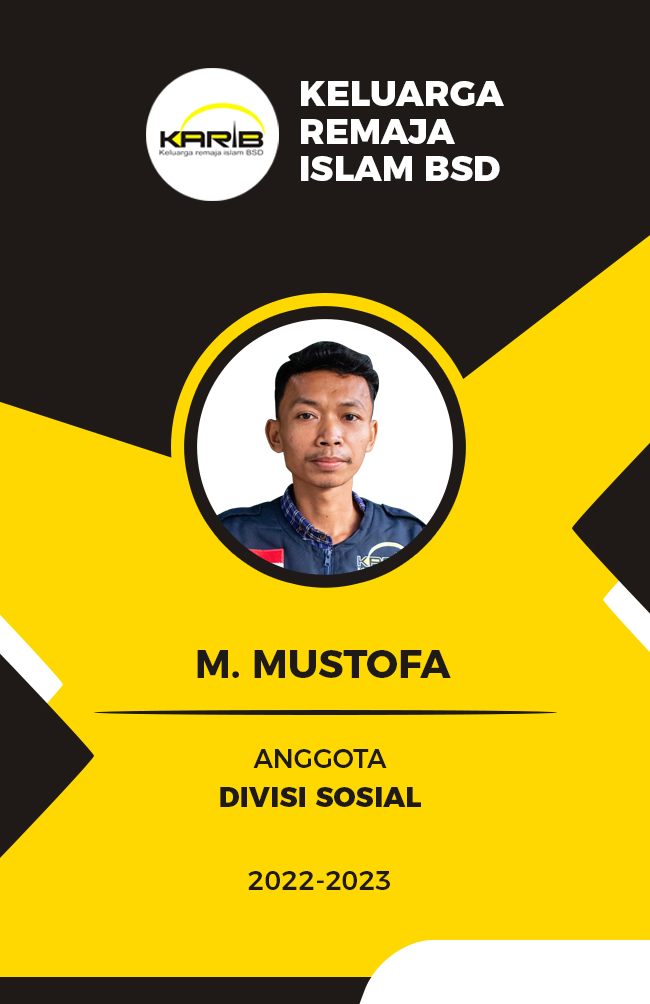 KARIB
Keluarga remaja islam BSD
KELUARGA
REMAJA
ISLAM BSD
M. MUSTOFA
ANGGOTA
DIVISI SOSIAL
2022-2023